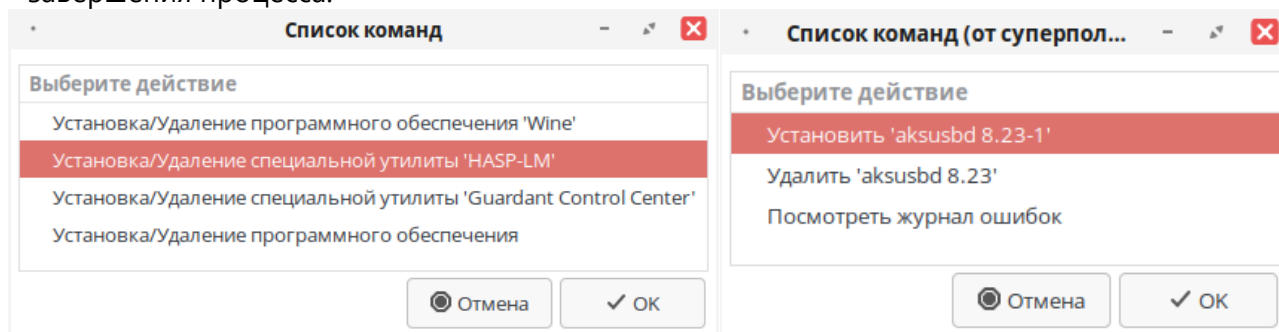 завершения процесса.
Список команд
Выберите действие
Установка/Удаление программного обеспечения 'Wine'
Установка/Удаление специальной утилиты 'HASP-LM'
Установка/Удаление специальной утилиты 'Guardant Control Center'
Установка/Удаление программного обеспечения
Отмена
OK
Список команд (от суперпол...
Выберите действие
Установить 'aksusbd 8.23-1'
Удалить 'aksusbd 8.23'
Посмотреть журнал ошибок
Отмена
OK